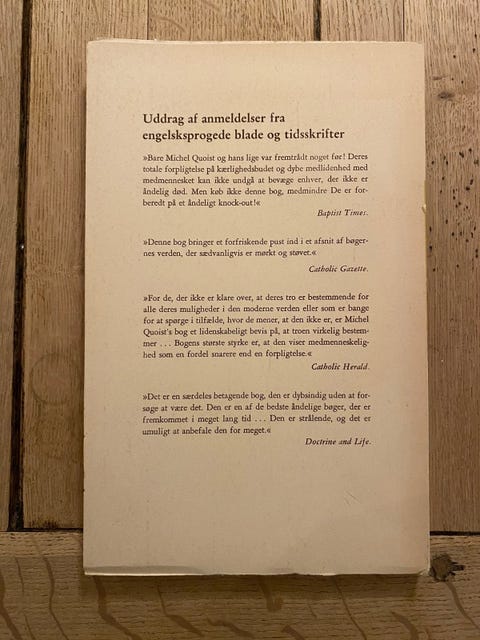 Uddrag af anmeldelser fra
engelsksprogede blade og tidsskrifter
»Bare Michel Quoist og hans lige var fremtrådt noget før! Deres
totale forpligtelse på kærlighedsbudet og dybe medlidenhed med
medmennesket kan ikke undgå at bevæge enhver, der ikke er
åndelig død. Men køb ikke denne bog, medmindre De er for-
beredt på et åndeligt knock-out!«
Baptist Times.
»Denne bog bringer et forfriskende pust ind i et afsnit af bøger-
nes verden, der sædvanligvis er mørkt og støvet.«
Catholic Gazette.
»For de, der ikke er klare over, at deres tro er bestemmende for
alle deres muligheder i den moderne verden eller som er bange
for at spørge i tilfælde, hvor de mener, at den ikke er, er Michel
Quoist's bog et lidenskabeligt bevis på, at troen virkelig bestem-
mer ... Bogens største styrke er, at den viser medmenneskelig-
hed som en fordel snarere end en forpligtelse.«
Catholic Herald.
»Det er en særdeles betagende bog, den er dybsindig uden at for-
søge at være det. Den er en af de bedste åndelige bøger, der er
fremkommet i meget lang tid ... Den er strålende, og det er
umuligt at anbefale den for meget.«
Doctrine and Life.